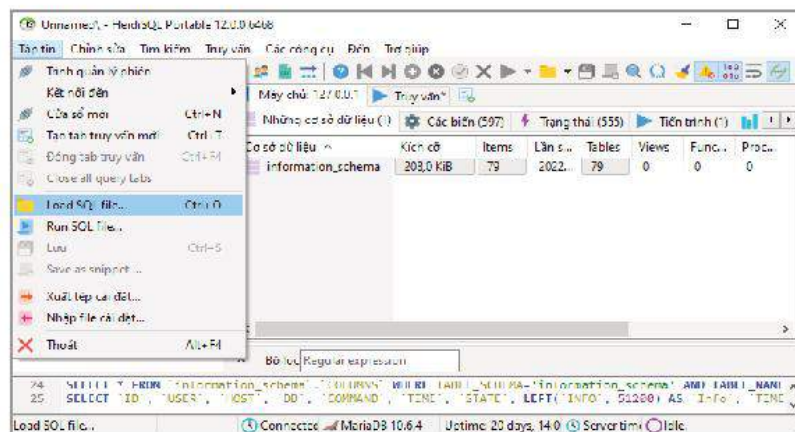 Unnamed\ - HeidiSQL Portable 12.0.0.6468
Tập tin Chỉnh sửa Tìm kiếm Truy vấn Các công cụ Đến Trợ giúp
Trình quản lý phiên
Kết nối đến
Cửa sổ mới Ctrl+N
Tạo tab truy vấn mới Ctrl+T
Đóng tab truy vấn Ctrl+F4
Close all query tabs
Load SQL file... Ctrl+O
Run SQL file...
Lưu Ctrl+S
Save as snippet ...
Xuất tệp cài đặt...
Nhập file cài đặt...
Thoát Alt+F4
Máy chủ: 127.0.0.1 Truy vấn*
Những cơ sở dữ liệu (1) Các biến (597) Trạng thái (555) Tiến trình (1)
Cơ sở dữ liệu Kích cỡ Items Lần s... Tables Views Func... Proc...
information_schema 208,0 KiB 79 2022... 79 0 0 0
Bộ lọc Regular expression
24 SELECT * FROM `information_schema`.`COLUMNS` WHERE TABLE_SCHEMA='information_schema' AND TABLE_NAME
25 SELECT `ID`, `USER`, `HOST`, `DB`, `COMMAND`, `TIME`, `STATE`, LEFT(`INFO`, 51200) AS `Info`, `TIME
Load SQL file... Connected MariaDB 10.6.4 Uptime: 20 days, 14:0 Server time Idle.